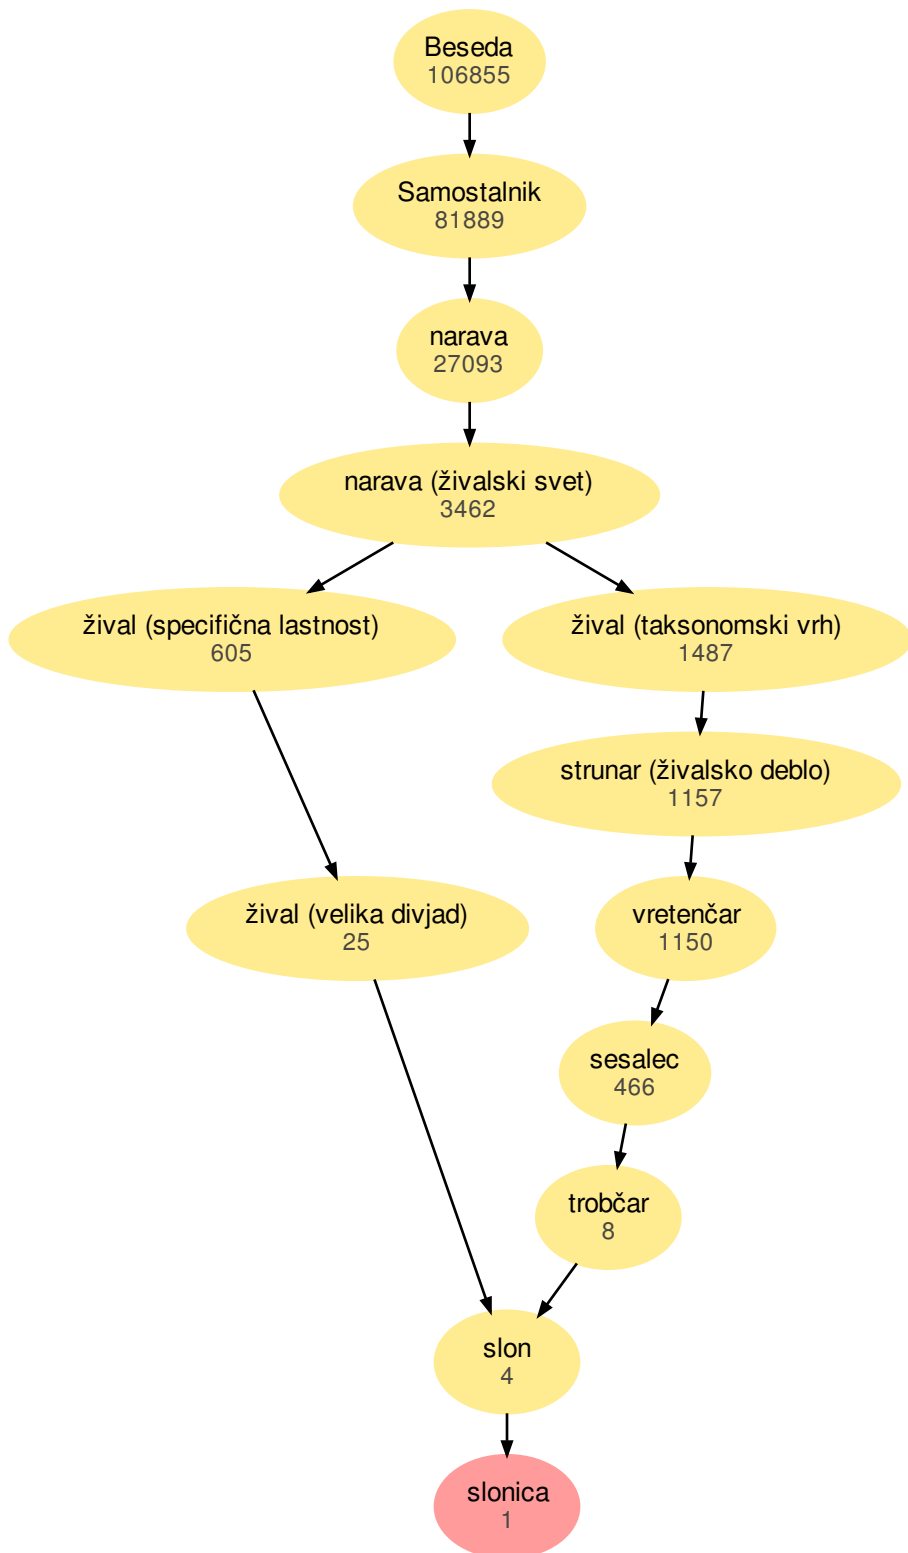 Beseda
106855
Samostalnik
81889
narava
27093
narava (živalski svet)
3462
žival (specifična lastnost)
605
žival (taksonomski vrh)
1487
strunar (živalsko deblo)
1157
žival (velika divjad)
25
vretenčar
1150
sesalec
466
trobčar
8
slon
4
slonica
1